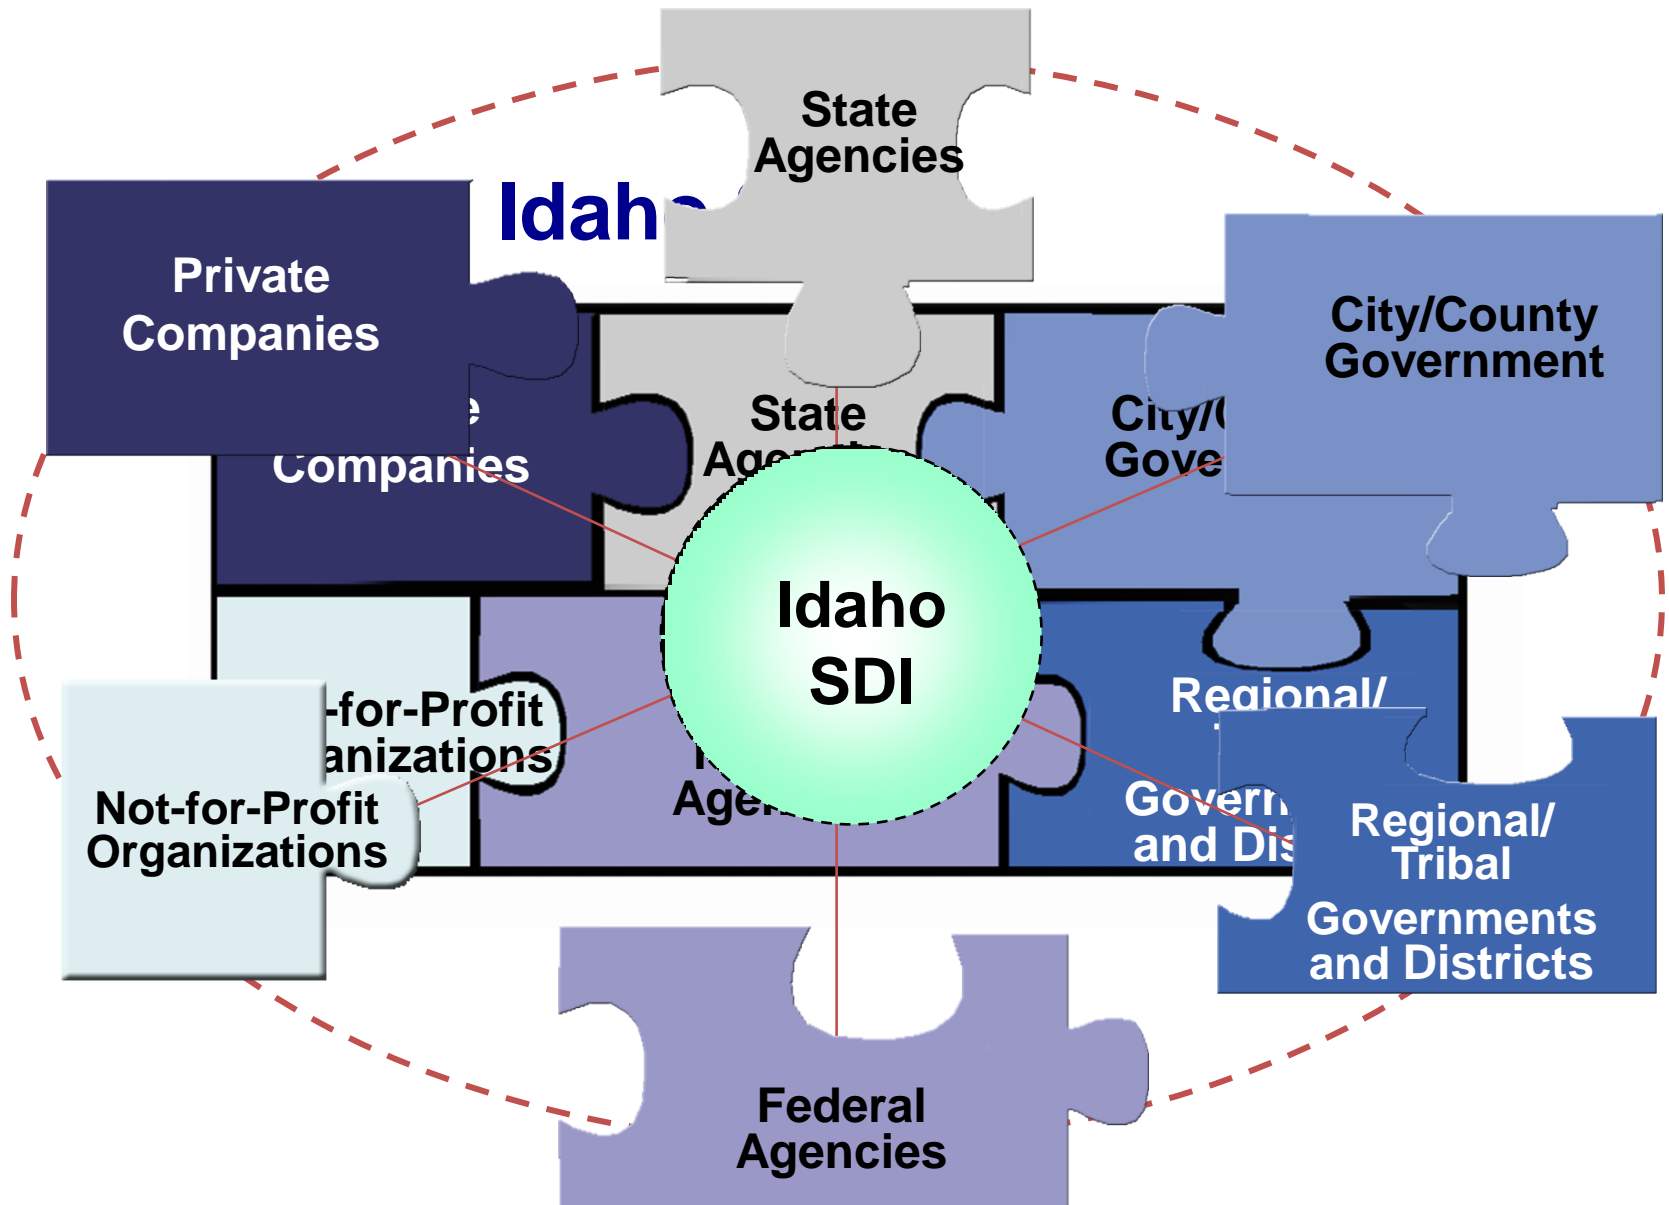 State
Agencies
Idaho
Private
Companies
City/County
Government
State
Companies
-for-Profit
Regional/
Idaho
SDI
Not-for-Profit
Organizations
and
Regional/
Tribal
Governments
and Districts
Federal
Agencies